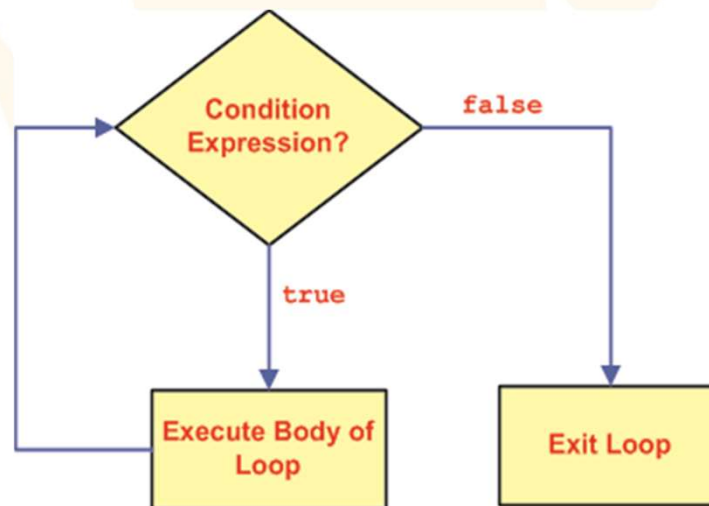 Condition
Expression?
false
true
Execute Body of
Loop
Exit Loop